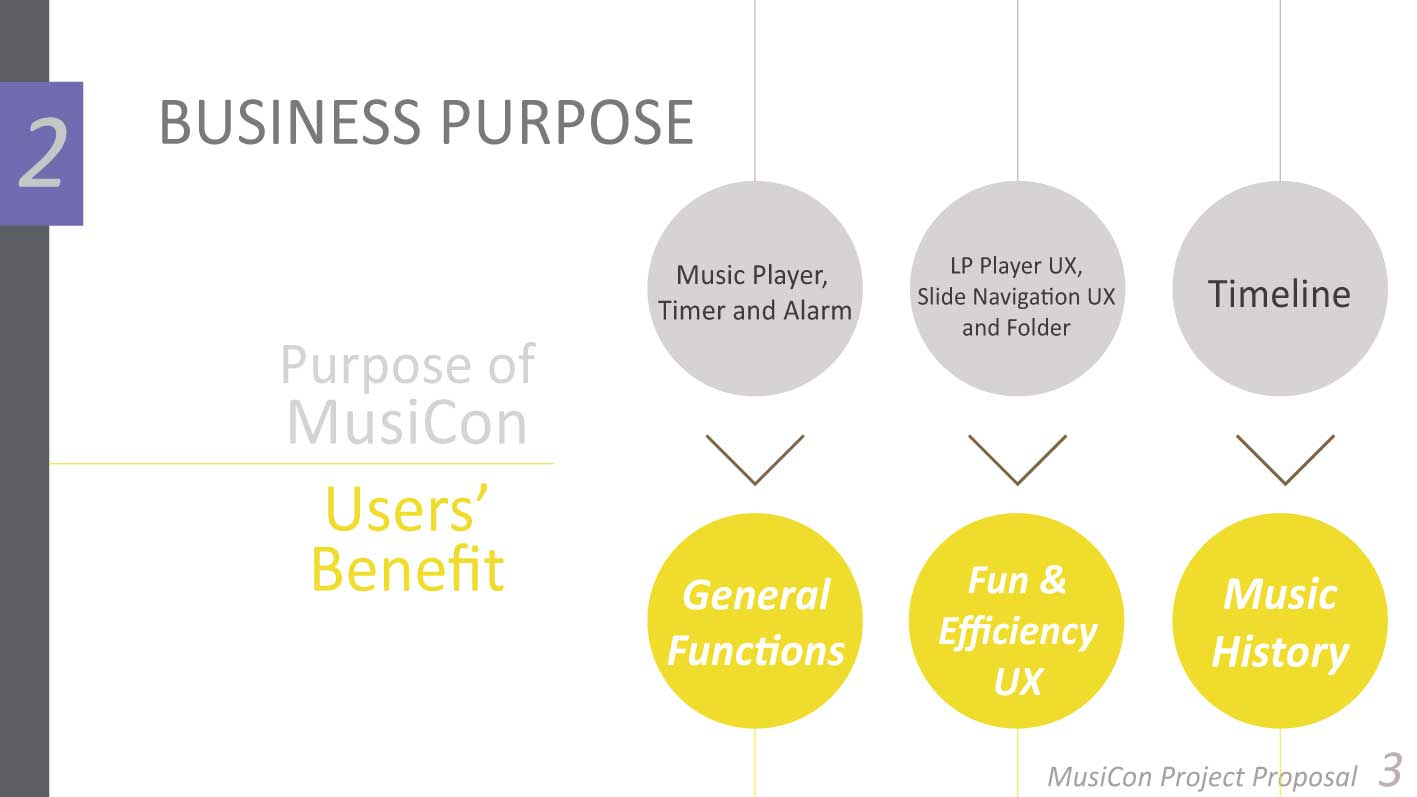 2
BUSINESS PURPOSE
Purpose of
MusiCon
Users’
Benefit
Music Player,
Timer and Alarm
LP Player UX,
Slide Navigation UX
and Folder
Timeline
General
Functions
Fun &
Efficiency
UX
Music
History
MusiCon Project Proposal 3